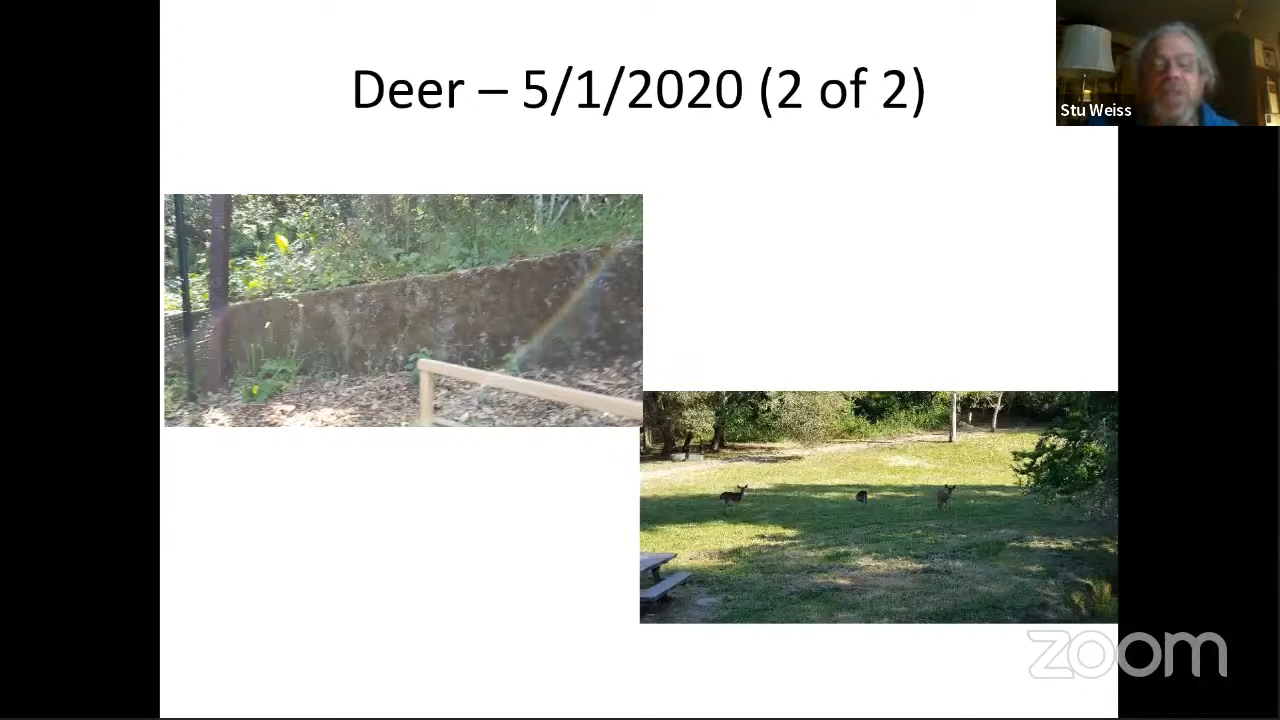 Deer – 5/1/2020 (2 of 2)
Stu Weiss
zoom